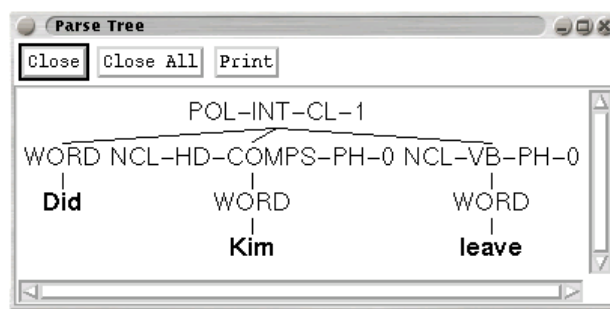 Parse Tree
Close Close All Print
POL-INT-CL-1
WORD NCL-HD-COMPS-PH-0 NCL-VB-PH-0
Did WORD WORD
Kim leave